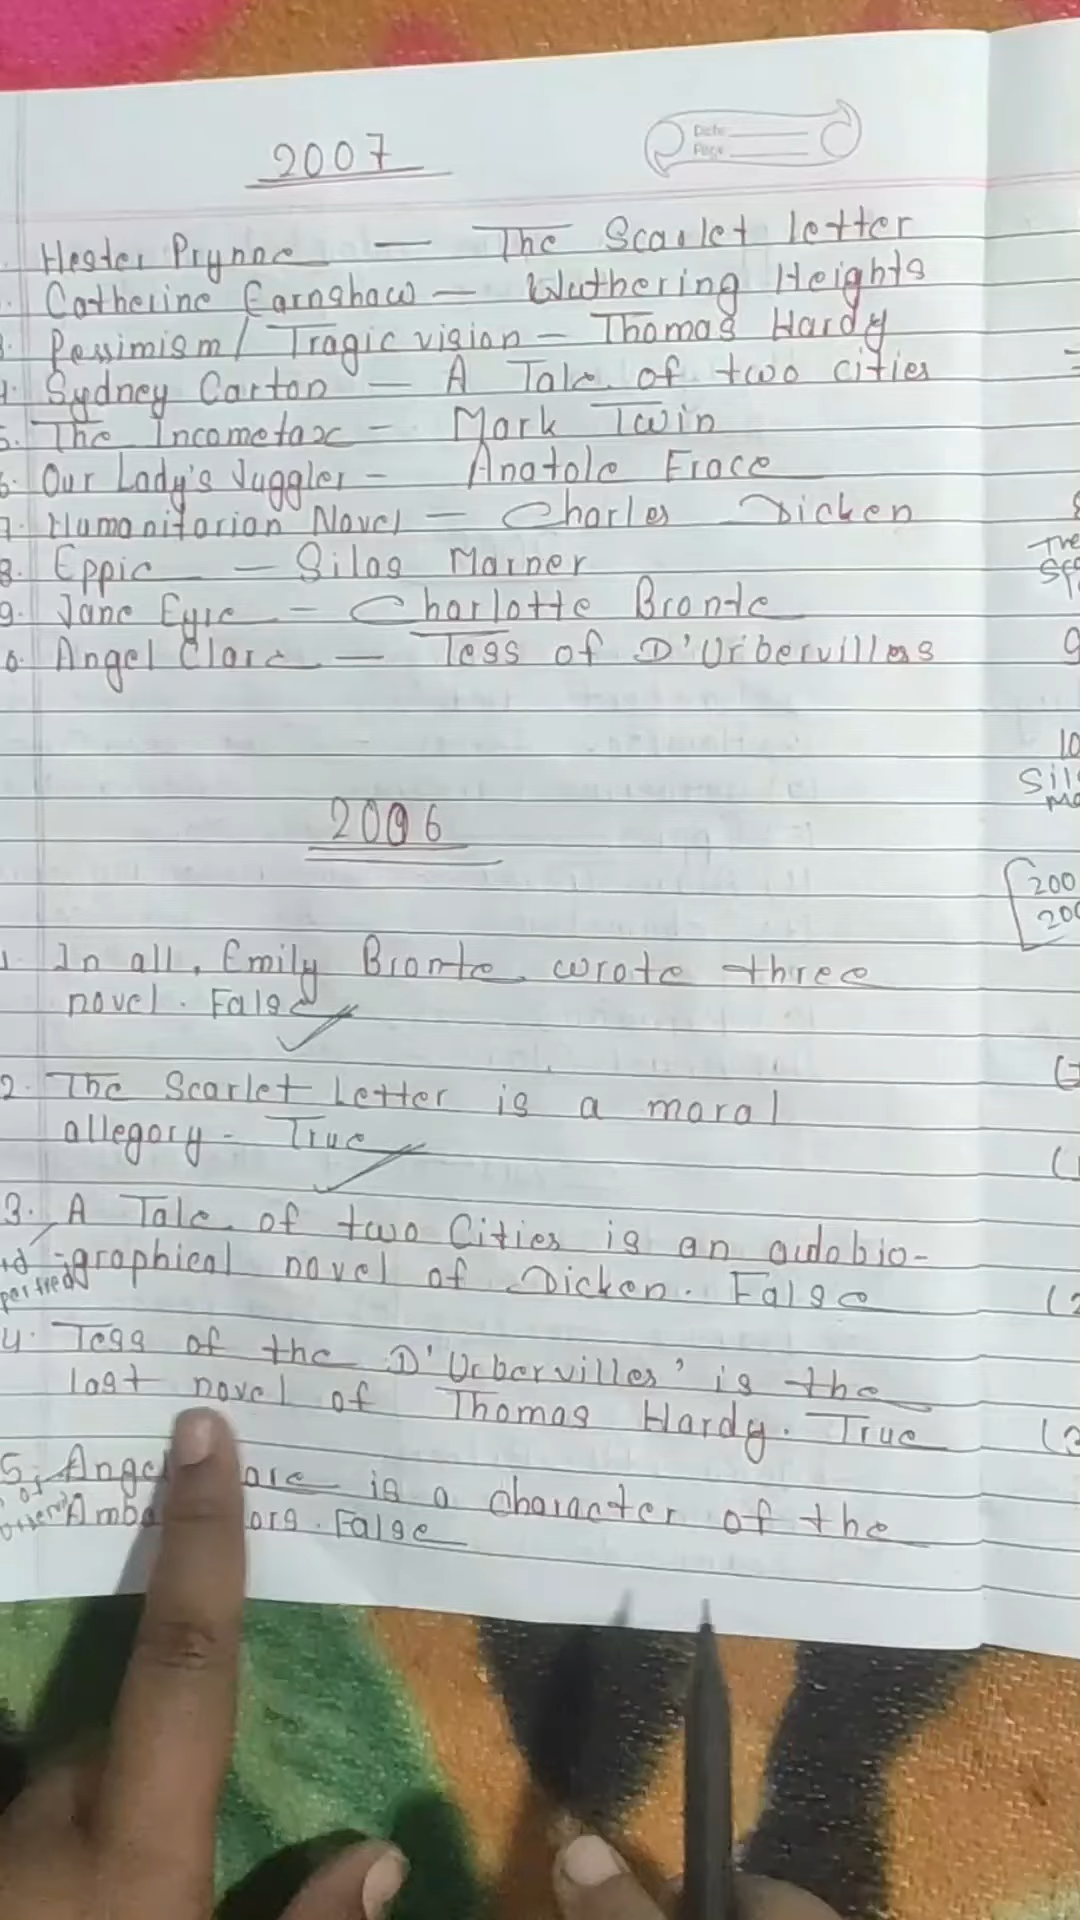 2007
Date
Page
Hester Prynne — The Scarlet letter
Catherine Earnshaw — Wuthering Heights
3. Pessimism / Tragic vision — Thomas Hardy
4. Sydney Carton — A Tale of two cities
5. The Incometax — Mark Twin
6. Our Lady's Juggler — Anatole Frace
7. Humanitarian Novel — Charles Dicken
8. Eppie — Silas Marner
9. Jane Eyre — Charlotte Bronte
0. Angel Clare — Tess of D'Urbervilles
2006
1. In all, Emily Bronte wrote three
novel. False
2. The Scarlet Letter is a moral
allegory - True
3. A Tale of two Cities is an autobio-
graphical novel of Dicken. False
4. Tess of the D'Urbervilles' is the
last novel of Thomas Hardy. True
5. is a character of the
False
9
10
200